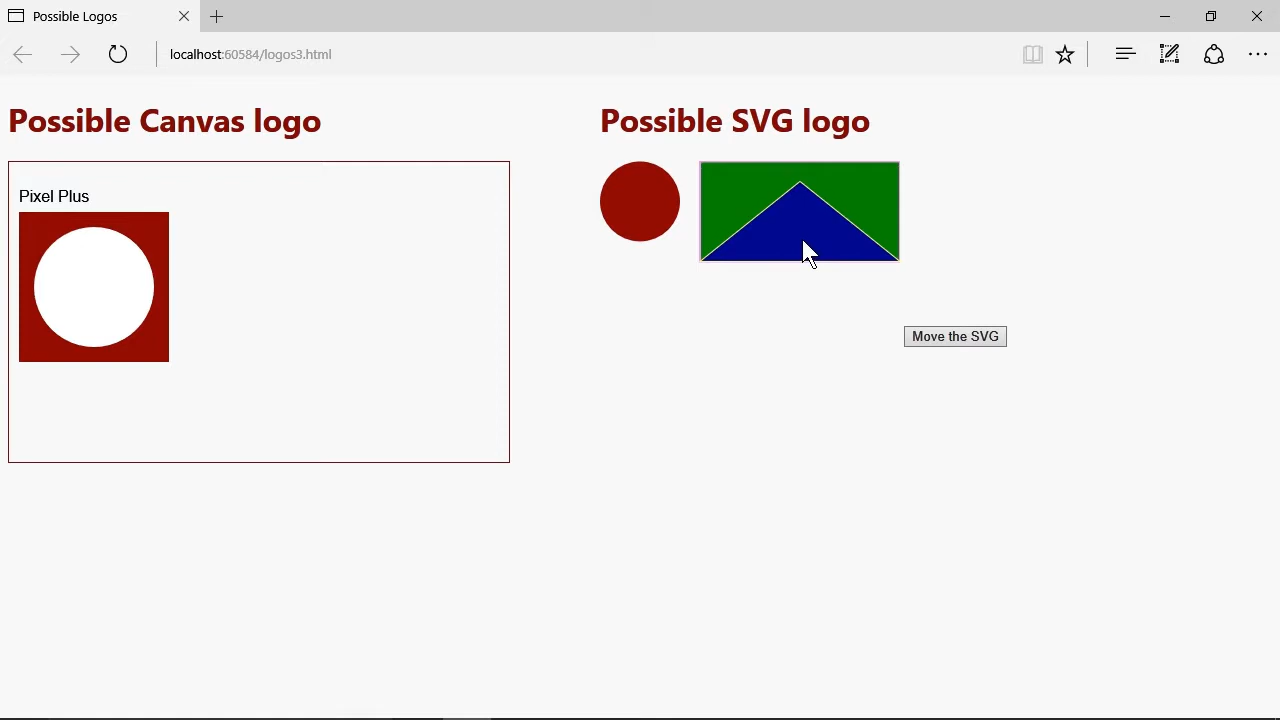 Possible Logos
localhost:60584/logos3.html
Possible Canvas logo
Possible SVG logo
Pixel Plus
Move the SVG